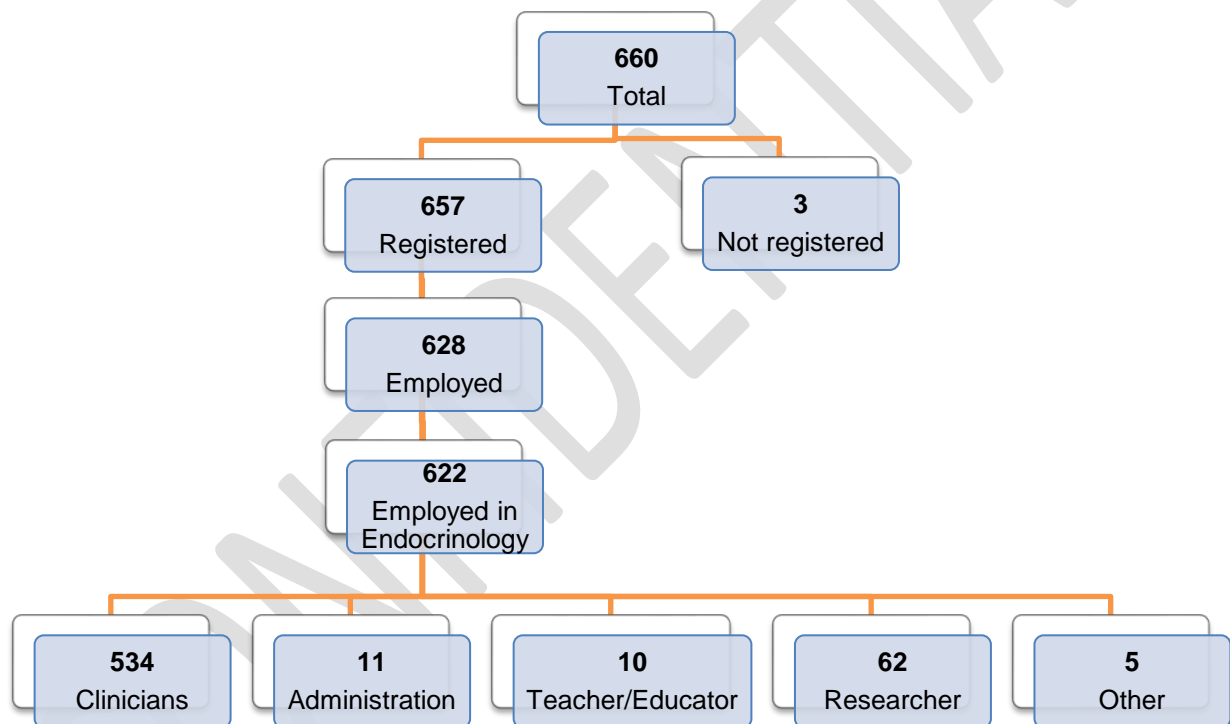 660
Total
657
Registered
3
Not registered
628
Employed
622
Employed in
Endocrinology
534
Clinicians
11
Administration
10
Teacher/Educator
62
Researcher
5
Other